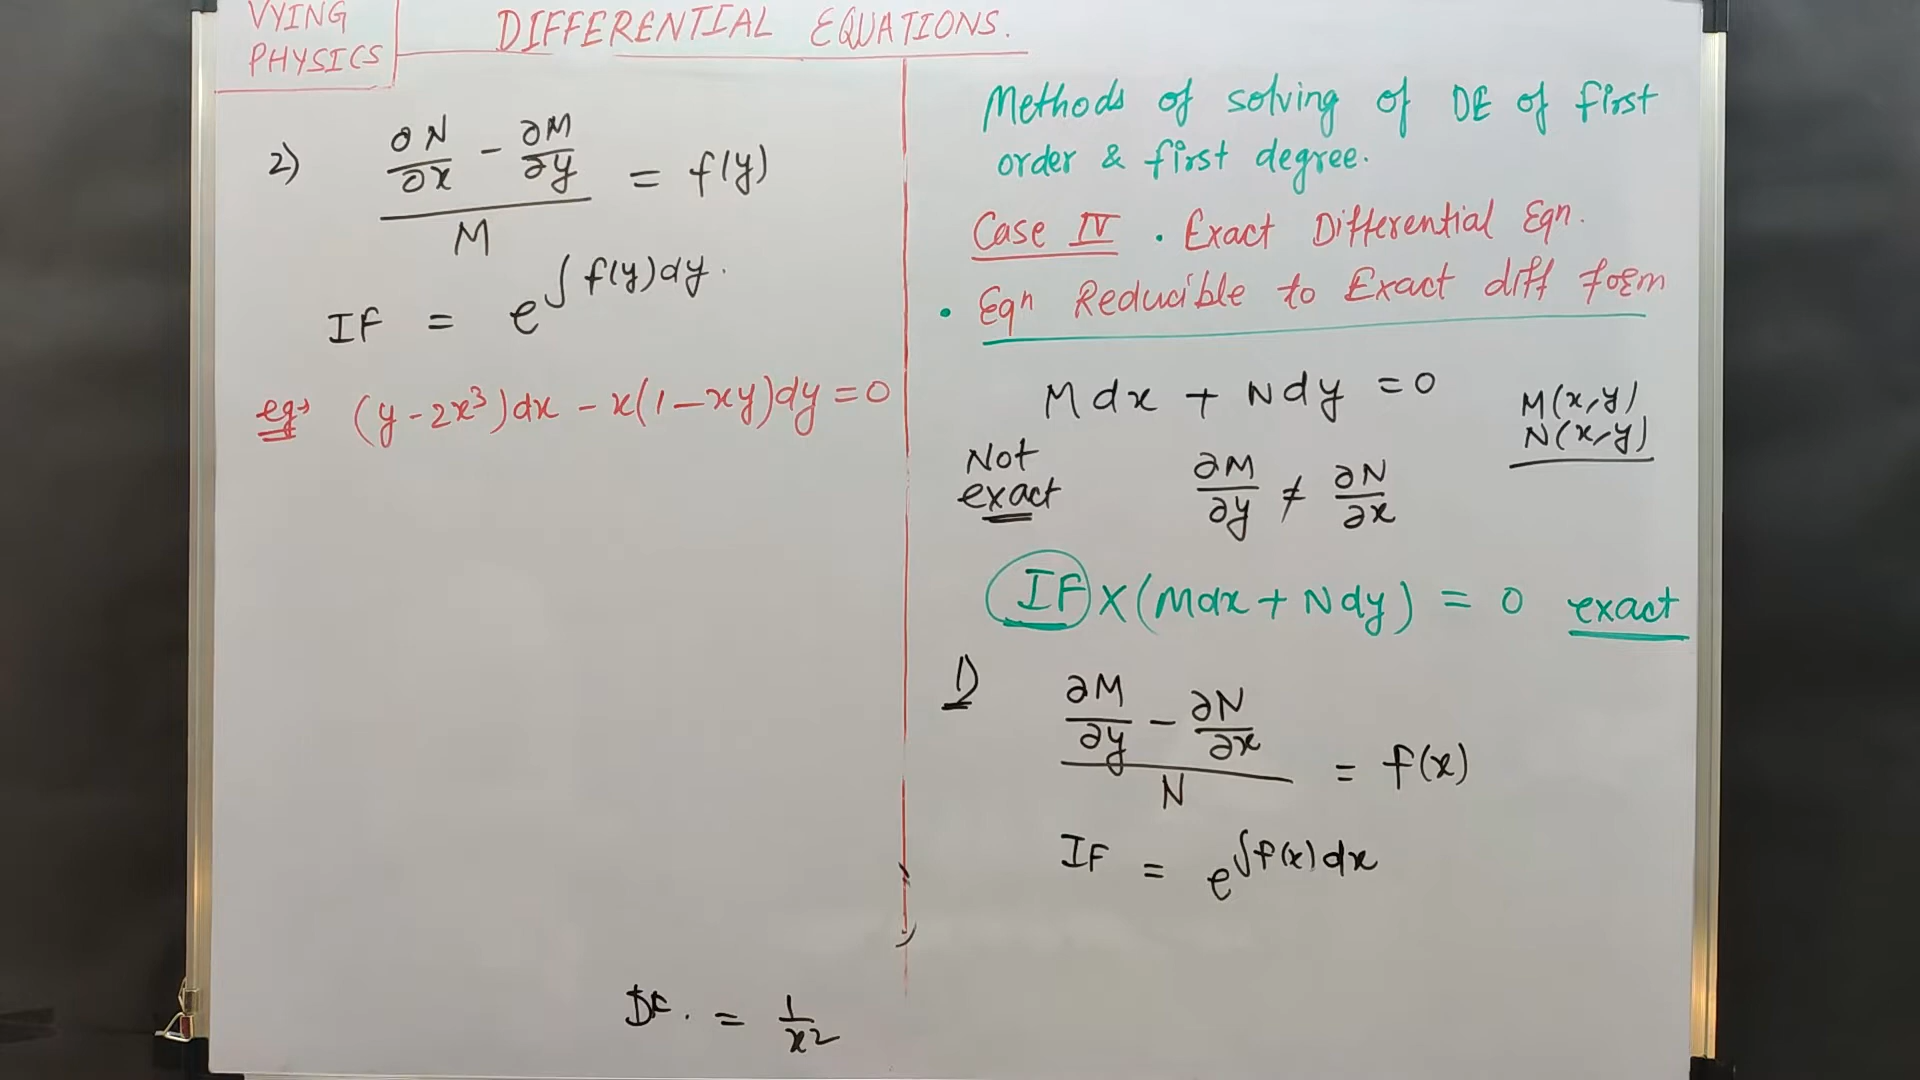 VYING
PHYSICS
DIFFERENTIAL EQUATIONS.
2) (∂N/∂x - ∂M/∂y)/M = f(y)
IF = e^∫f(y)dy.
eg→ (y-2x³)dx - x(1-xy)dy = 0
= 1/x²
Methods of solving of DE of first
order & first degree.
Case IV . Exact Differential Eqn.
• Eqn Reducible to Exact diff form
Mdx + Ndy = 0
M(x,y)
N(x,y)
Not
exact
∂M/∂y ≠ ∂N/∂x
IF X (Mdx + Ndy) = 0 exact
1) (∂M/∂y - ∂N/∂x)/N = f(x)
IF = e^∫f(x)dx